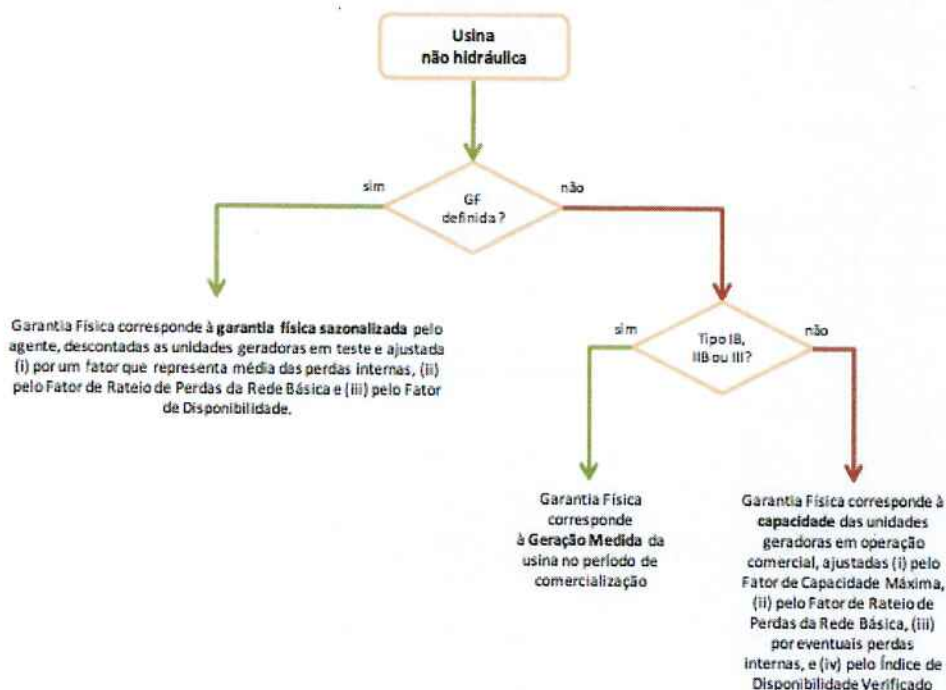 Usina
não hidráulica
sim
GF
definida?
não
Garantia Física corresponde à garantia física sazonalizada pelo
agente, descontadas as unidades geradoras em teste e ajustada
(i) por um fator que representa média das perdas internas, (ii)
pelo Fator de Rateio de Perdas da Rede Básica e (iii) pelo Fator
de Disponibilidade.
sim
Tipo IB,
IIB ou III?
não
Garantia Física
corresponde
à Geração Medida da
usina no período de
comercialização
Garantia Física corresponde à
capacidade das unidades
geradoras em operação
comercial, ajustadas (i) pelo
Fator de Capacidade Máxima,
(ii) pelo Fator de Rateio de
Perdas da Rede Básica, (iii)
por eventuais perdas
internas, e (iv) pelo Índice de
Disponibilidade Verificado